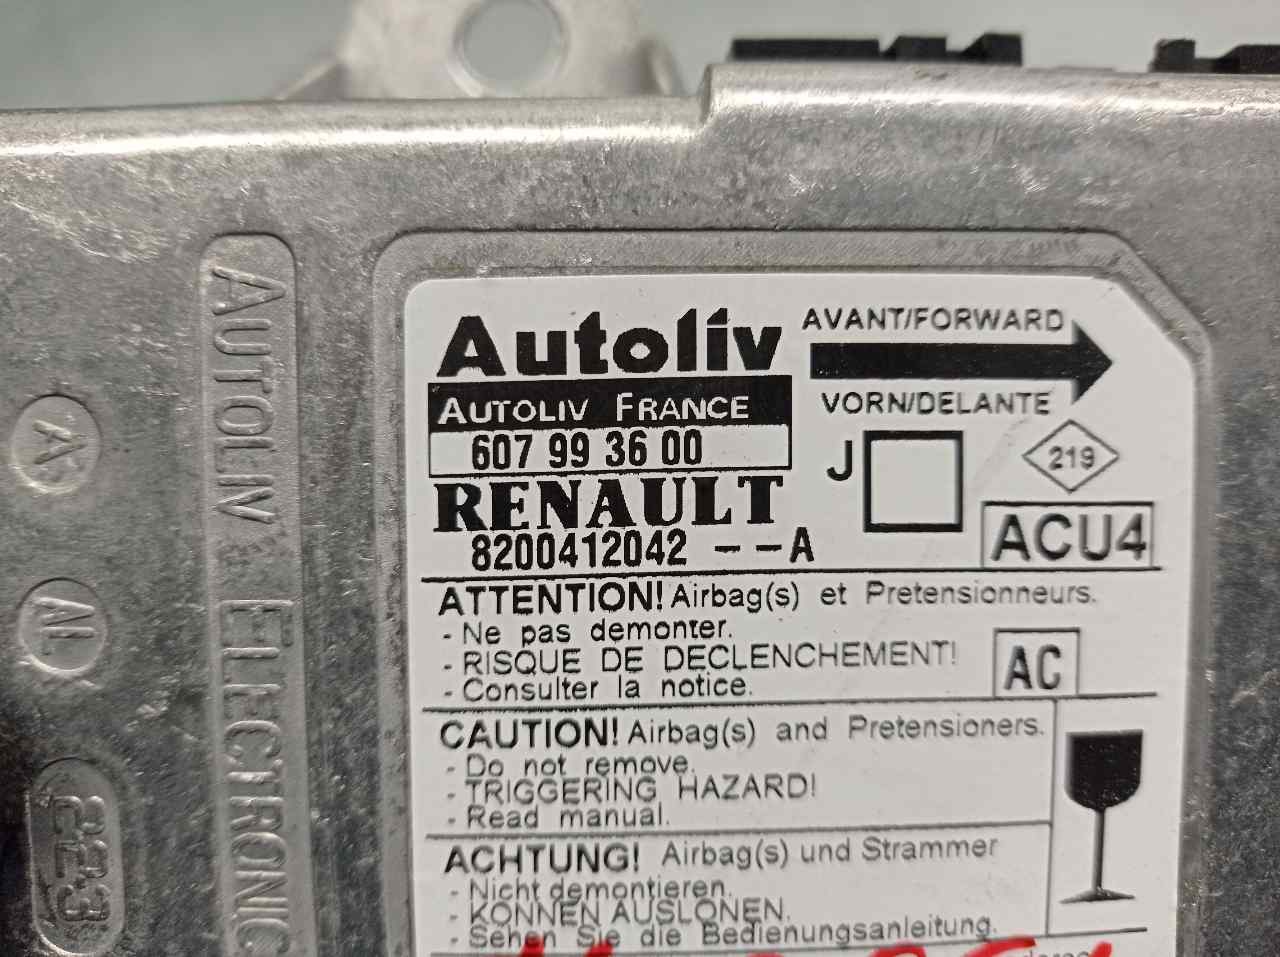 AUTOLIV ELECTRONIC
A
AL
223
Autoliv
AUTOLIV FRANCE
607 99 36 00
RENAULT
8200412042 --A
AVANT/FORWARD
VORN/DELANTE
J
219
ACU4
ATTENTION! Airbag(s) et Pretensionneurs.
- Ne pas demonter.
- RISQUE DE DECLENCHEMENT!
- Consulter la notice.
AC
CAUTION! Airbag(s) and Pretensioners.
- Do not remove.
- TRIGGERING HAZARD!
- Read manual.
ACHTUNG! Airbag(s) und Strammer
- Nicht demontieren.
- KONNEN AUSLONEN.
- Sehen Sie die Bedienungsanleitung.